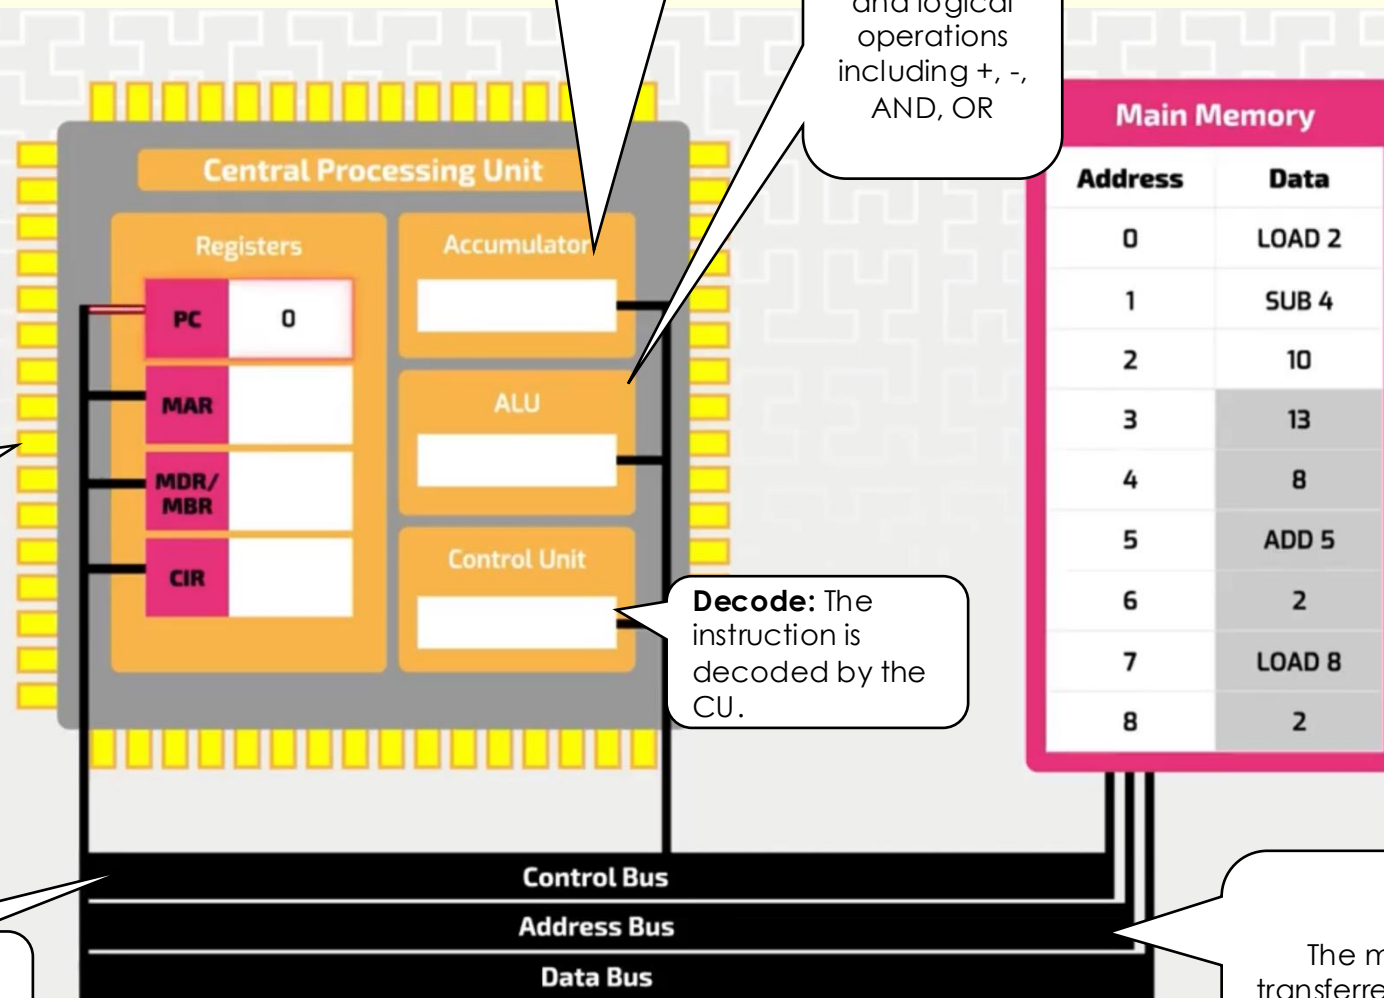 and logical
operations
including +, -,
AND, OR
Central Processing Unit
Registers
PC 0
MAR
MDR/
MBR
CIR
Accumulator
ALU
Control Unit
Decode: The
instruction is
decoded by the
CU.
Main Memory
Address Data
0 LOAD 2
1 SUB 4
2 10
3 13
4 8
5 ADD 5
6 2
7 LOAD 8
8 2
Control Bus
Address Bus
Data Bus
The